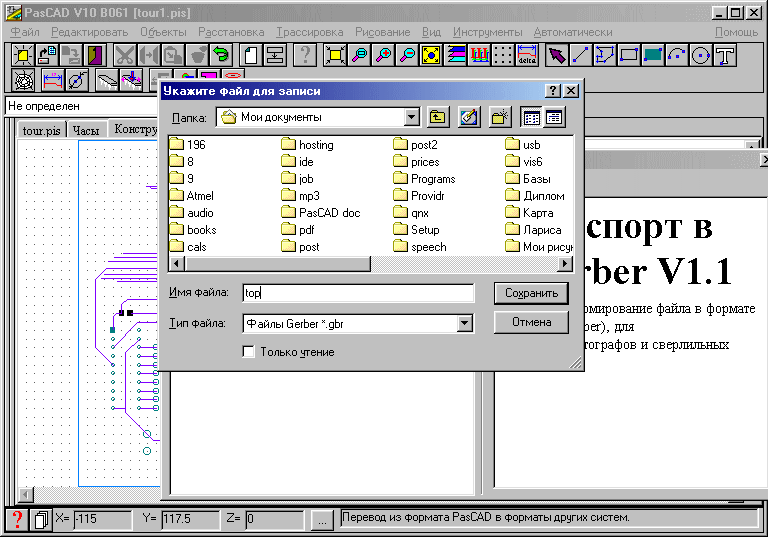 PasCAD V10 B061 [tour1.pis]
Файл Редактировать Объекты Расстановка Трассировка Рисование Вид Инструменты Автоматически Помощь
delta
Не определен
tour.pis Часы Констру
Укажите файл для записи
Папка: Мои документы
196 hosting post2 usb
8 ide prices vis6
9 job Programs Базы
Atmel mp3 Providr Диплом
audio PasCAD doc qnx Карта
books pdf Setup Лариса
cals post speech Мои рисун
Имя файла: top Сохранить
Тип файла: Файлы Gerber *.gbr Отмена
Только чтение
спорт в
rber V1.1
омирование файла в формате
ber), для
тографов и сверлильных
X= -115 Y= 117.5 Z= 0 ... Перевод из формата PasCAD в форматы других систем.